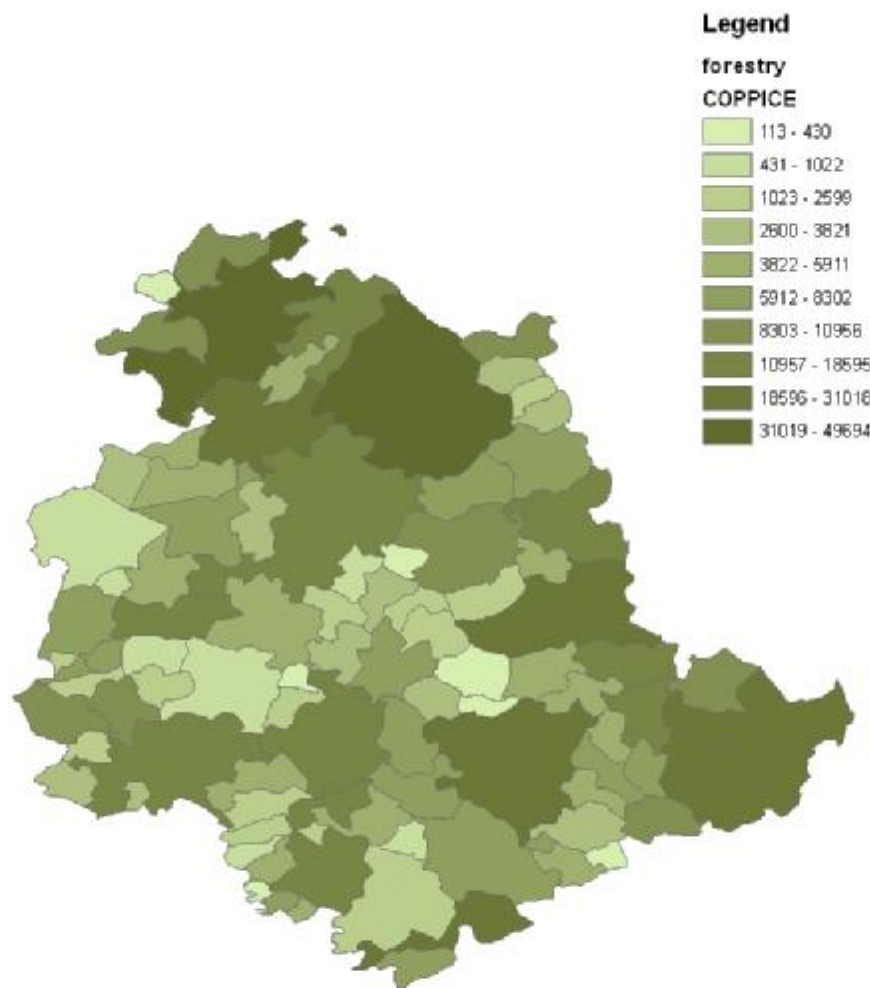 Legend
forestry
COPPICE
113 - 430
431 - 1022
1023 - 2599
2600 - 3821
3822 - 5911
5912 - 8302
8303 - 10956
10957 - 18595
18596 - 31018
31019 - 49694